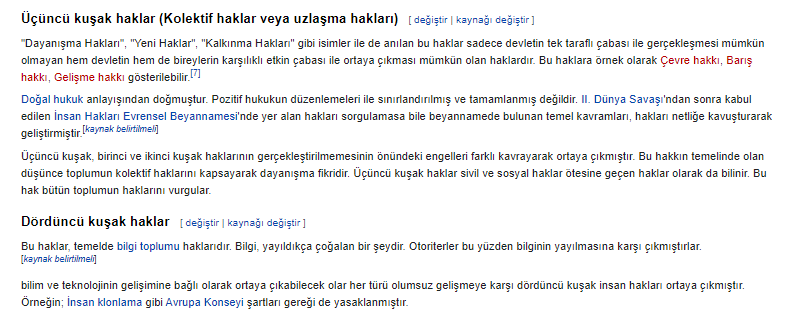 Üçüncü kuşak haklar (Kolektif haklar veya uzlaşma hakları) [ değiştir | kaynağı değiştir ]
"Dayanışma Hakları", "Yeni Haklar", "Kalkınma Hakları" gibi isimler ile de anılan bu haklar sadece devletin tek taraflı çabası ile gerçekleşmesi mümkün
olmayan hem devletin hem de bireylerin karşılıklı etkin çabası ile ortaya çıkması mümkün olan haklardır. Bu haklara örnek olarak Çevre hakkı, Barış
hakkı, Gelişme hakkı gösterilebilir.[7]
Doğal hukuk anlayışından doğmuştur. Pozitif hukukun düzenlemeleri ile sınırlandırılmış ve tamamlanmış değildir. II. Dünya Savaşı'ndan sonra kabul
edilen İnsan Hakları Evrensel Beyannamesi'nde yer alan hakları sorgulamasa bile beyannamede bulunan temel kavramları, hakları netliğe kavuşturarak
geliştirmiştir.[kaynak belirtilmeli]
Üçüncü kuşak, birinci ve ikinci kuşak haklarının gerçekleştirilmemesinin önündeki engelleri farklı kavrayarak ortaya çıkmıştır. Bu hakkın temelinde olan
düşünce toplumun kolektif haklarını kapsayarak dayanışma fikridir. Üçüncü kuşak haklar sivil ve sosyal haklar ötesine geçen haklar olarak da bilinir. Bu
hak bütün toplumun haklarını vurgular.
Dördüncü kuşak haklar [ değiştir | kaynağı değiştir ]
Bu haklar, temelde bilgi toplumu haklarıdır. Bilgi, yayıldıkça çoğalan bir şeydir. Otoriterler bu yüzden bilginin yayılmasına karşı çıkmıştırlar.
[kaynak belirtilmeli]
bilim ve teknolojinin gelişimine bağlı olarak ortaya çıkabilecek olar her türü olumsuz gelişmeye karşı dördüncü kuşak insan hakları ortaya çıkmıştır.
Örneğin; İnsan klonlama gibi Avrupa Konseyi şartları gereği de yasaklanmıştır.